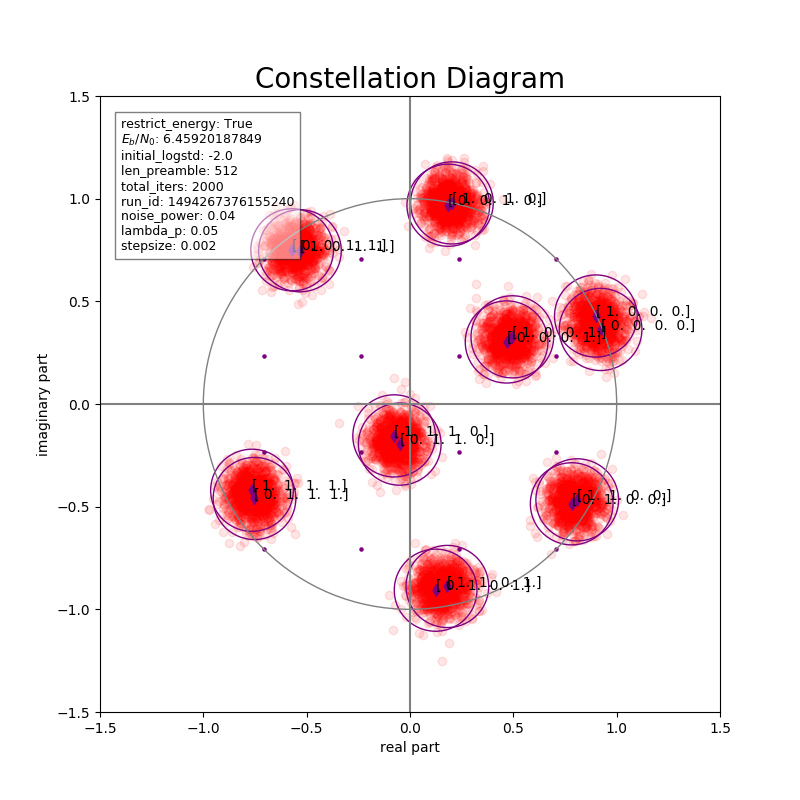 Constellation Diagram
restrict_energy: True
E_b/N_0: 6.45920187849
initial_logstd: -2.0
len_preamble: 512
total_iters: 2000
run_id: 1494267376155240
noise_power: 0.04
lambda_p: 0.05
stepsize: 0.002
[ 1. 0. 0. 0.]
[ 0. 0. 0. 0.]
[ 1. 1. 1. 0.]
[ 0. 1. 1. 0.]
[ 1. 1. 1. 1.]
[ 0. 1. 1. 1.]
1.5
1.0
0.5
0.0
−0.5
−1.0
−1.5
imaginary part
−1.5 −1.0 −0.5 0.0 0.5 1.0 1.5
real part